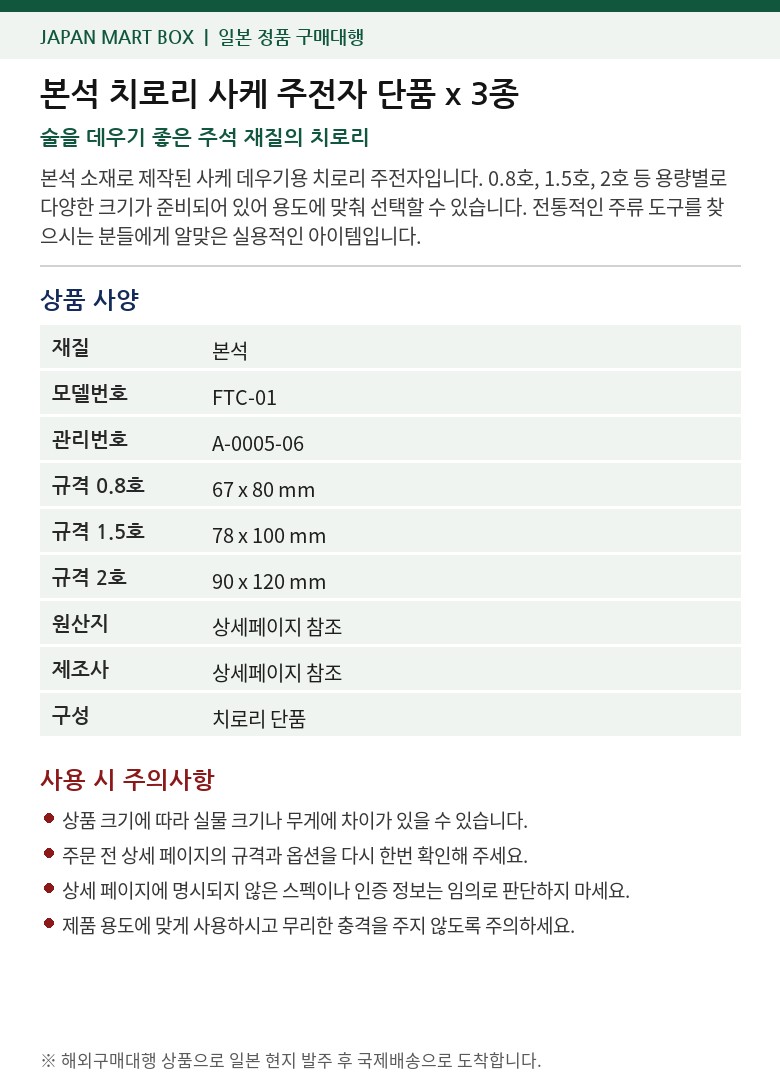 JAPAN MART BOX | 일본 정품 구매대행
본석 치로리 사케 주전자 단품 x 3종
술을 데우기 좋은 주석 재질의 치로리
본석 소재로 제작된 사케 데우기용 치로리 주전자입니다. 0.8호, 1.5호, 2호 등 용량별로
다양한 크기가 준비되어 있어 용도에 맞춰 선택할 수 있습니다. 전통적인 주류 도구를 찾
으시는 분들에게 알맞은 실용적인 아이템입니다.
상품 사양
재질 본석
모델번호 FTC-01
관리번호 A-0005-06
규격 0.8호 67 x 80 mm
규격 1.5호 78 x 100 mm
규격 2호 90 x 120 mm
원산지 상세페이지 참조
제조사 상세페이지 참조
구성 치로리 단품
사용 시 주의사항
● 상품 크기에 따라 실물 크기나 무게에 차이가 있을 수 있습니다.
● 주문 전 상세 페이지의 규격과 옵션을 다시 한번 확인해 주세요.
● 상세 페이지에 명시되지 않은 스펙이나 인증 정보는 임의로 판단하지 마세요.
● 제품 용도에 맞게 사용하시고 무리한 충격을 주지 않도록 주의하세요.
※ 해외구매대행 상품으로 일본 현지 발주 후 국제배송으로 도착합니다.